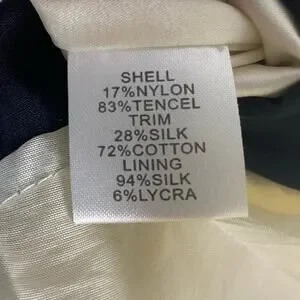 SHELL
17%NYLON
83%TENCEL
TRIM
28%SILK
72%COTTON
LINING
94%SILK
6%LYCRA